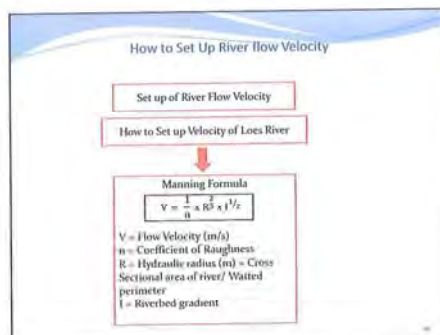 How to Set Up River flow Velocity
Set up of River Flow Velocity
How to Set up Velocity of Loes River
Manning Formula
V = 1/n x R^2/3 x I^1/2
V = Flow Velocity (m/s)
n = Coefficient of Raughness
R = Hydraulic radius (m) = Cross
Sectional area of river/ Waited
perimeter
I = Riverbed gradient